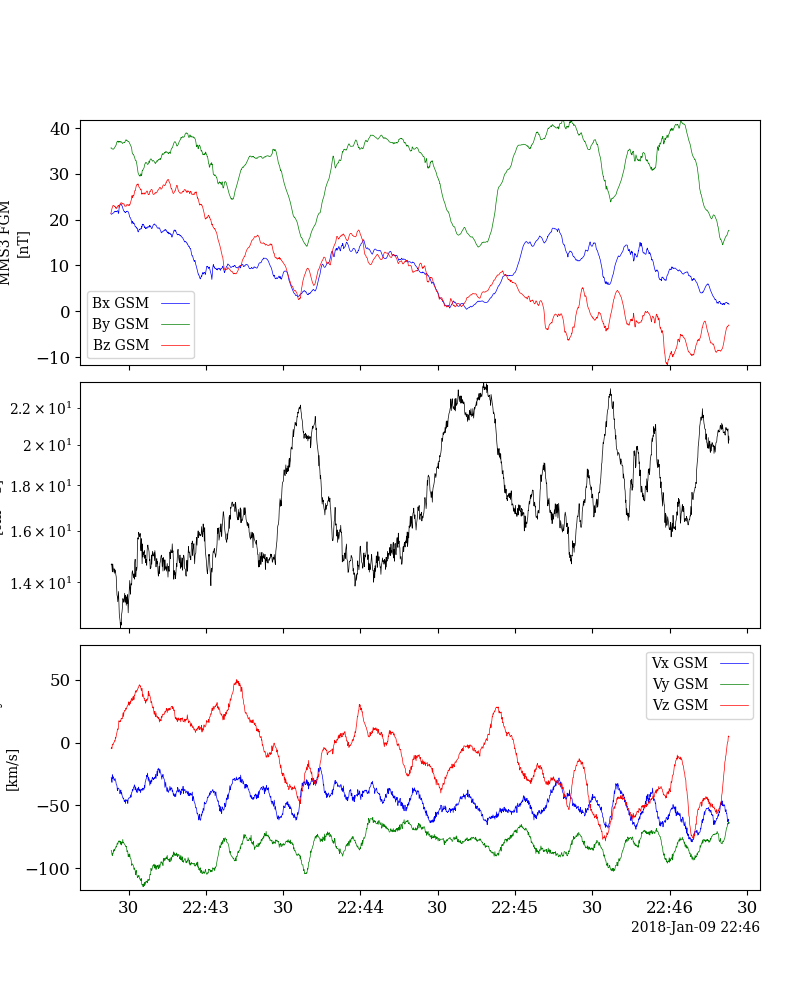 40
30
20
10
0
−10
MMS3 FGM
[nT]
Bx GSM
By GSM
Bz GSM
2.2 × 10¹
2 × 10¹
1.8 × 10¹
1.6 × 10¹
1.4 × 10¹
50
0
−50
−100
[km/s]
Vx GSM
Vy GSM
Vz GSM
30 22:43 30 22:44 30 22:45 30 22:46 30
2018-Jan-09 22:46